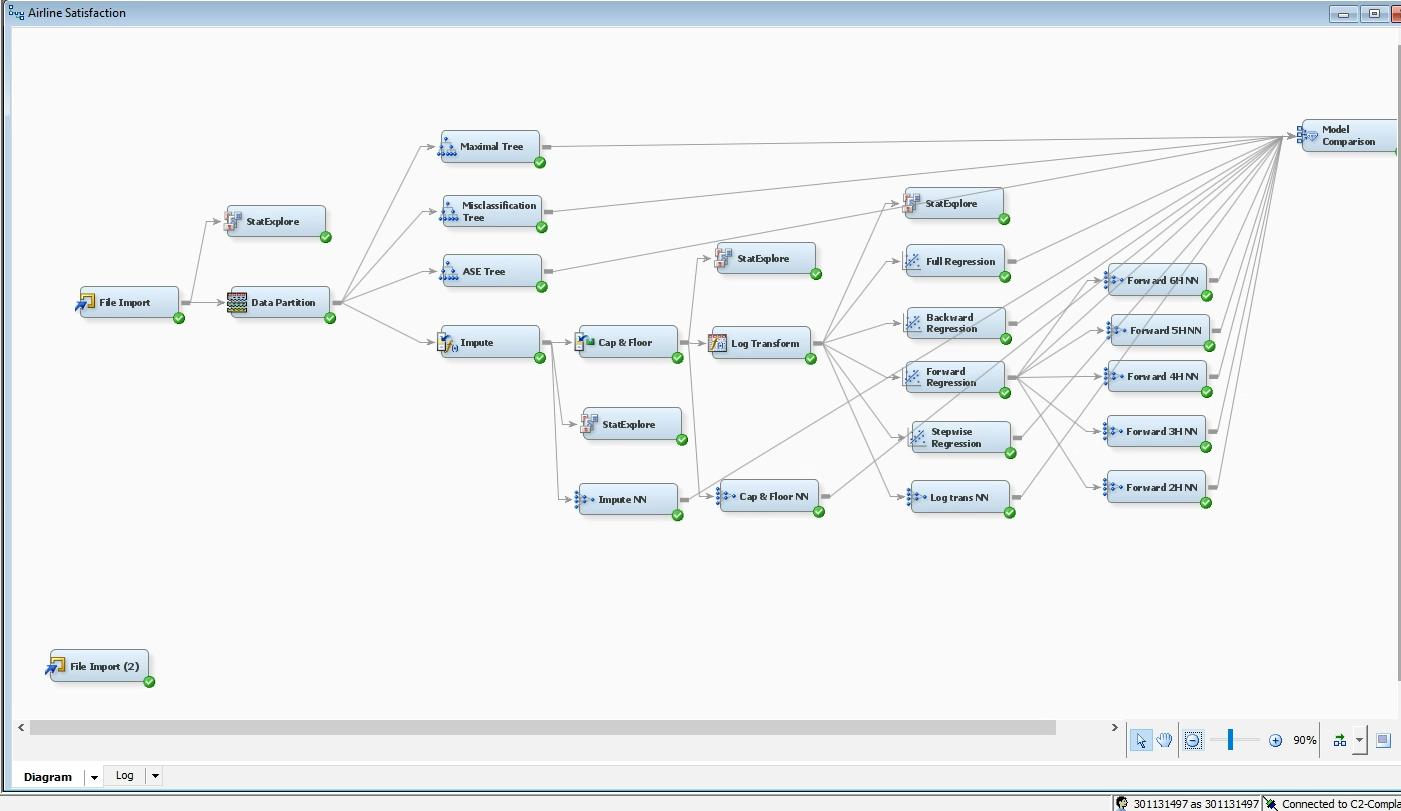 Airline Satisfaction
Maximal Tree
Model
Comparison
Misclassification
Tree
StatExplore
StatExplore
ASE Tree
StatExplore
Full Regression
Forward 6H NN
File Import
Data Partition
Backward
Regression
Forward 5H NN
Impute
Cap & Floor
Log Transform
Forward
Regression
Forward 4H NN
StatExplore
Stepwise
Regression
Forward 3H NN
Impute NN
Cap & Floor NN
Log trans NN
Forward 2H NN
File Import (2)
90%
Diagram
Log
301131497 as 301131497
Connected to C2-Compla